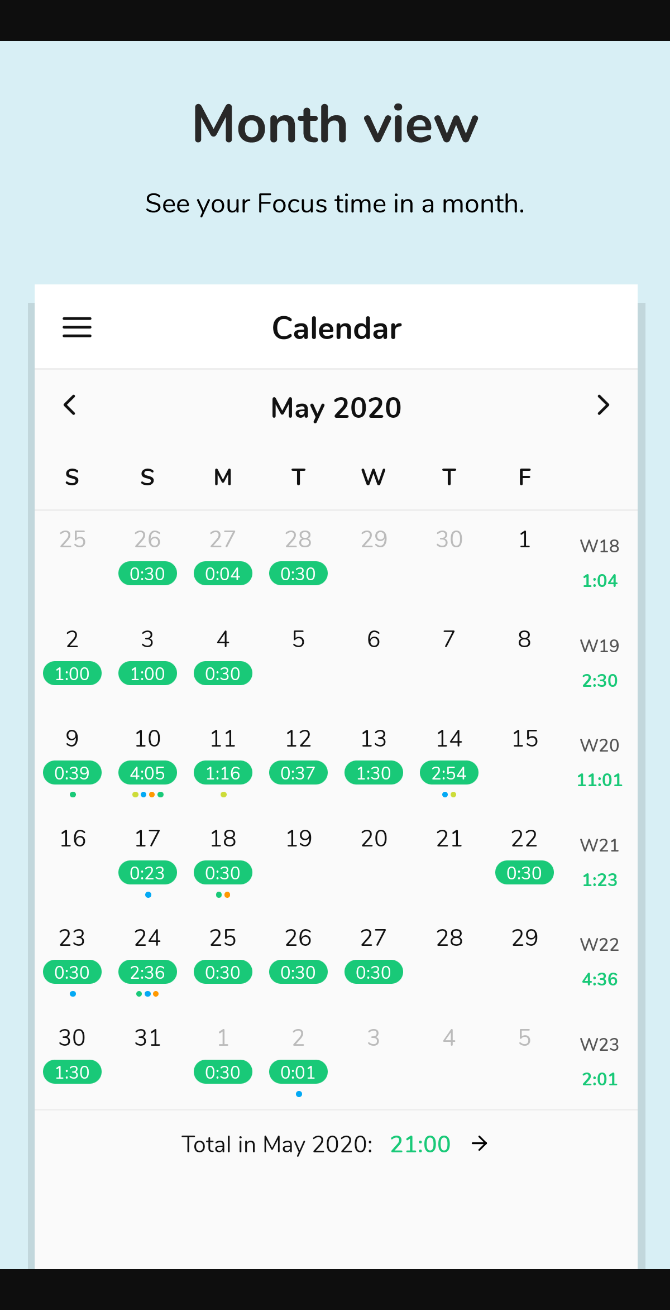 Month view
See your Focus time in a month.
Calendar
May 2020
S S M T W T F
25 26 27 28 29 30 1 W18
0:30 0:04 0:30 1:04
2 3 4 5 6 7 8 W19
1:00 1:00 0:30 2:30
9 10 11 12 13 14 15 W20
0:39 4:05 1:16 0:37 1:30 2:54 11:01
16 17 18 19 20 21 22 W21
0:23 0:30 0:30 1:23
23 24 25 26 27 28 29 W22
0:30 2:36 0:30 0:30 0:30 4:36
30 31 1 2 3 4 5 W23
1:30 0:30 0:01 2:01
Total in May 2020: 21:00